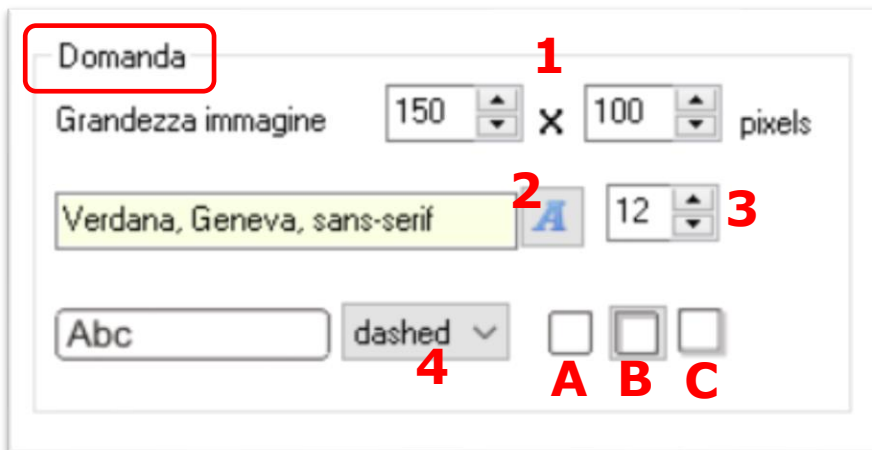 Domanda
1
Grandezza immagine 150 x 100 pixels
2
Verdana, Geneva, sans-serif A 12 3
Abc dashed
4 A B C